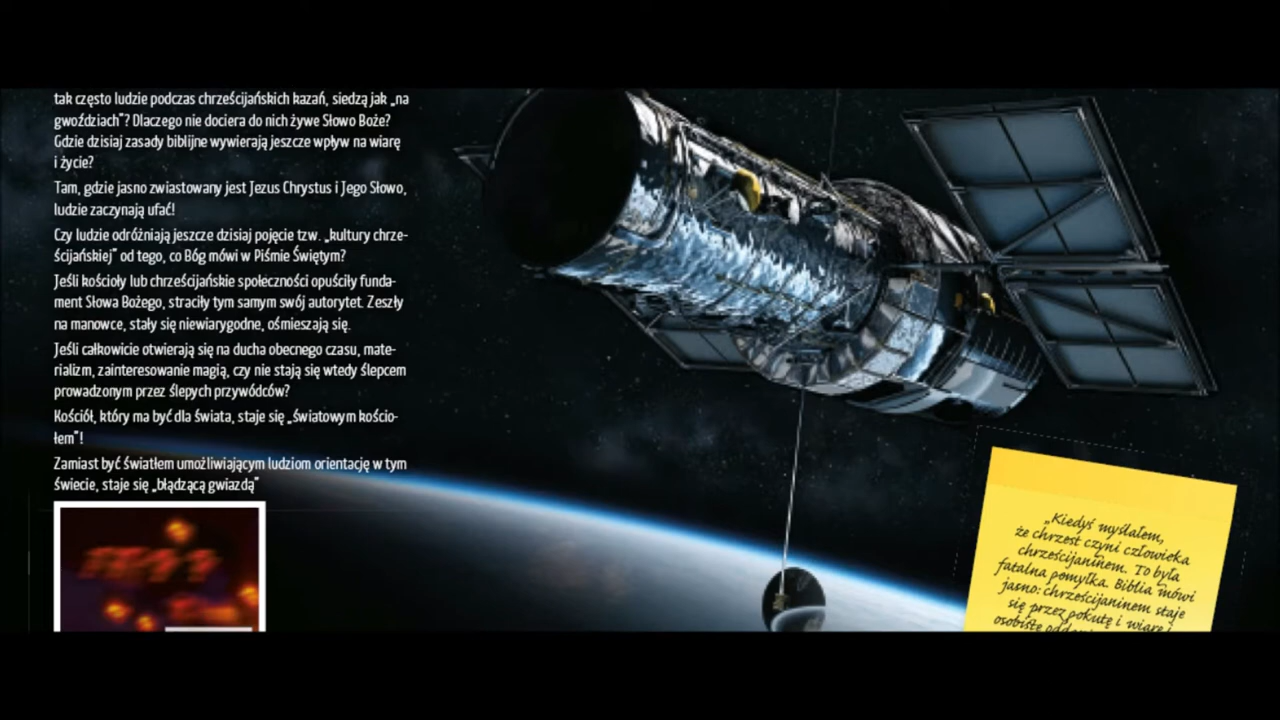 tak często ludzie podczas chrześcijańskich kazań, siedzą jak „na
gwoździach”? Dlaczego nie dociera do nich żywe Słowo Boże?
Gdzie dzisiaj zasady biblijne wywierają jeszcze wpływ na wiarę
i życie?
Tam, gdzie jasno zwiastowany jest Jezus Chrystus i Jego Słowo,
ludzie zaczynają ufać!
Czy ludzie odróżniają jeszcze dzisiaj pojęcie tzw. „kultury chrze-
ścijańskiej” od tego, co Bóg mówi w Piśmie Świętym?
Jeśli kościoły lub chrześcijańskie społeczności opuściły funda-
ment Słowa Bożego, straciły tym samym swój autorytet. Zeszły
na manowce, stały się niewiarygodne, ośmieszają się.
Jeśli całkowicie otwierają się na ducha obecnego czasu, mate-
rializm, zainteresowanie magią, czy nie stają się wtedy ślepcem
prowadzonym przez ślepych przywódców?
Kościół, który ma być dla świata, staje się „światowym kościo-
łem”!
Zamiast być światłem umożliwiającym ludziom orientację w tym
świecie, staje się „błądzącą gwiazdą”
„Kiedyś myślałem,
że chrzest czyni człowieka
chrześcijaninem. To była
fatalna pomyłka. Biblia mówi
jasno: chrześcijaninem staje
się przez pokutę i wiarę i
osobiste